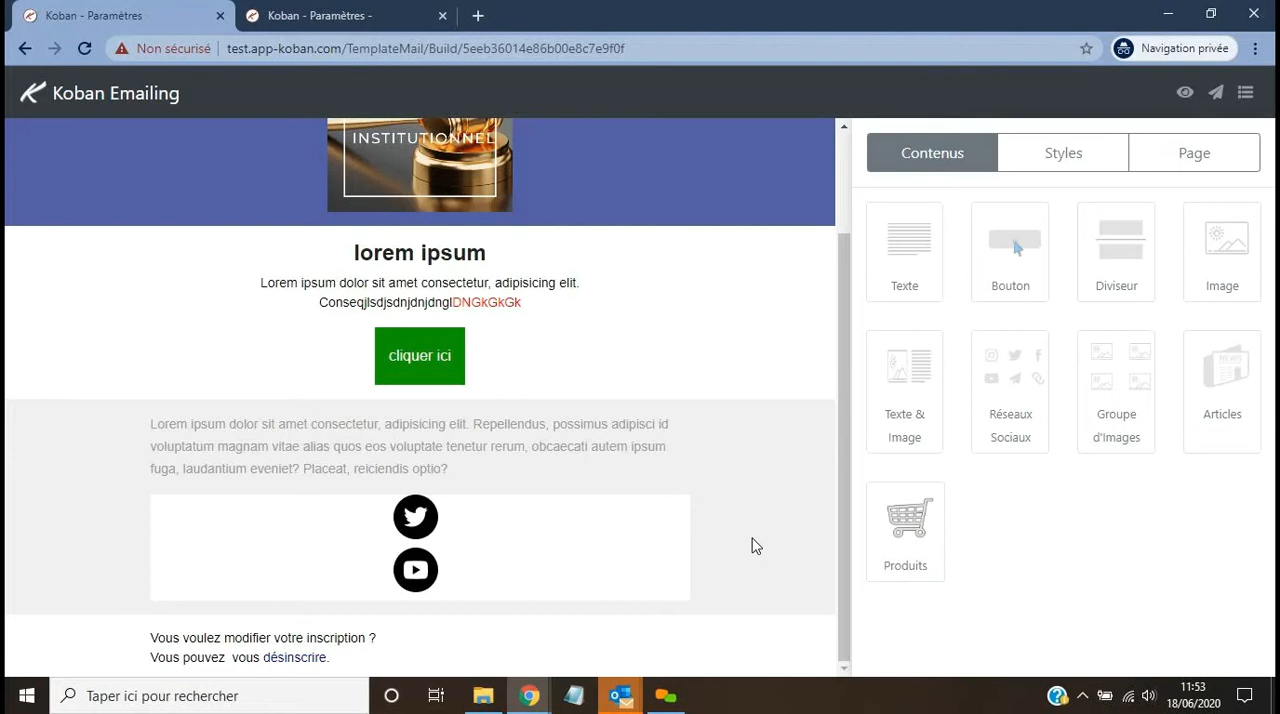 Koban - Paramètres
Koban - Paramètres -
Non sécurisé
test.app-koban.com/TemplateMail/Build/5eeb36014e86b00e8c7e9f0f
Navigation privée
Koban Emailing
INSTITUTIONNEL
lorem ipsum
Lorem ipsum dolor sit amet consectetur, adipisicing elit.
ConseqjlsdjsdnjdnjdnglDNGkGkGk
cliquer ici
Lorem ipsum dolor sit amet consectetur, adipisicing elit. Repellendus, possimus adipisci id
voluptatum magnam vitae alias quos eos voluptate tenetur rerum, obcaecati autem ipsum
fuga, laudantium eveniet? Placeat, reiciendis optio?
Vous voulez modifier votre inscription ?
Vous pouvez vous désinscrire.
Contenus
Styles
Page
Texte
Bouton
Diviseur
Image
Texte &
Image
Réseaux
Sociaux
Groupe
d'Images
NEWS
Articles
Produits
Taper ici pour rechercher
11:53
18/06/2020